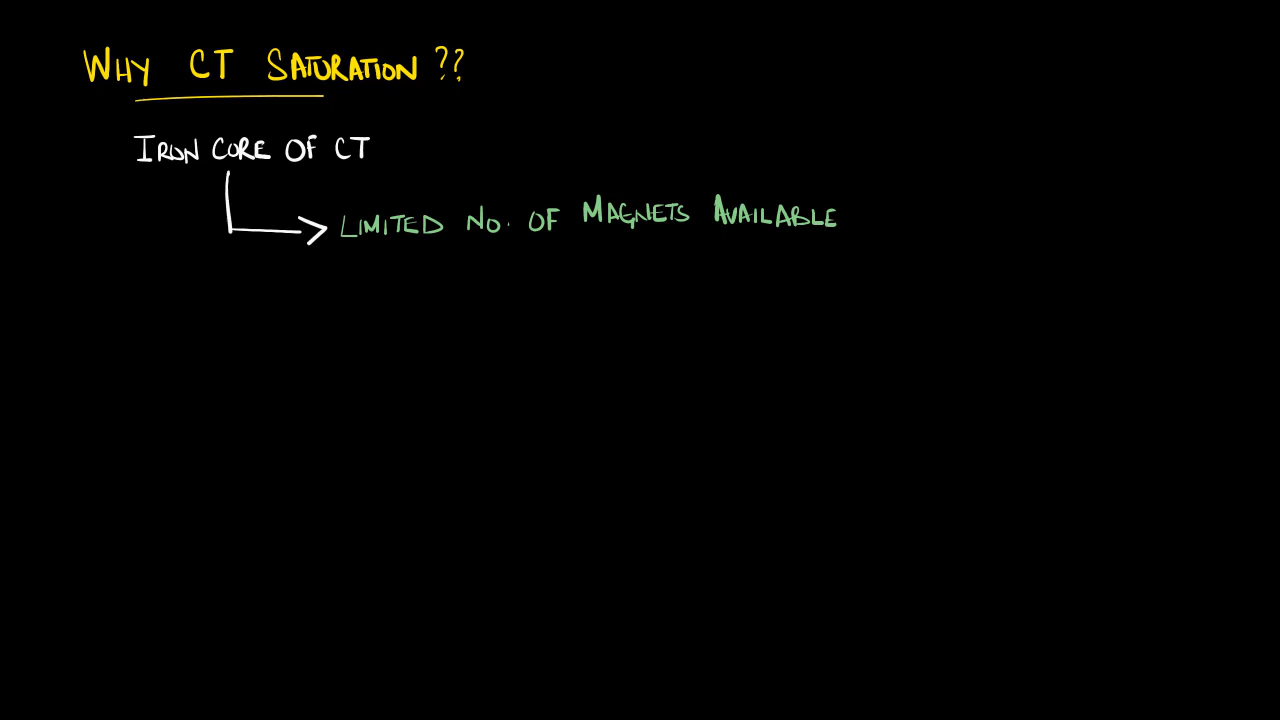 WHY CT SATURATION ??
IRON CORE OF CT
LIMITED NO. OF MAGNETS AVAILABLE